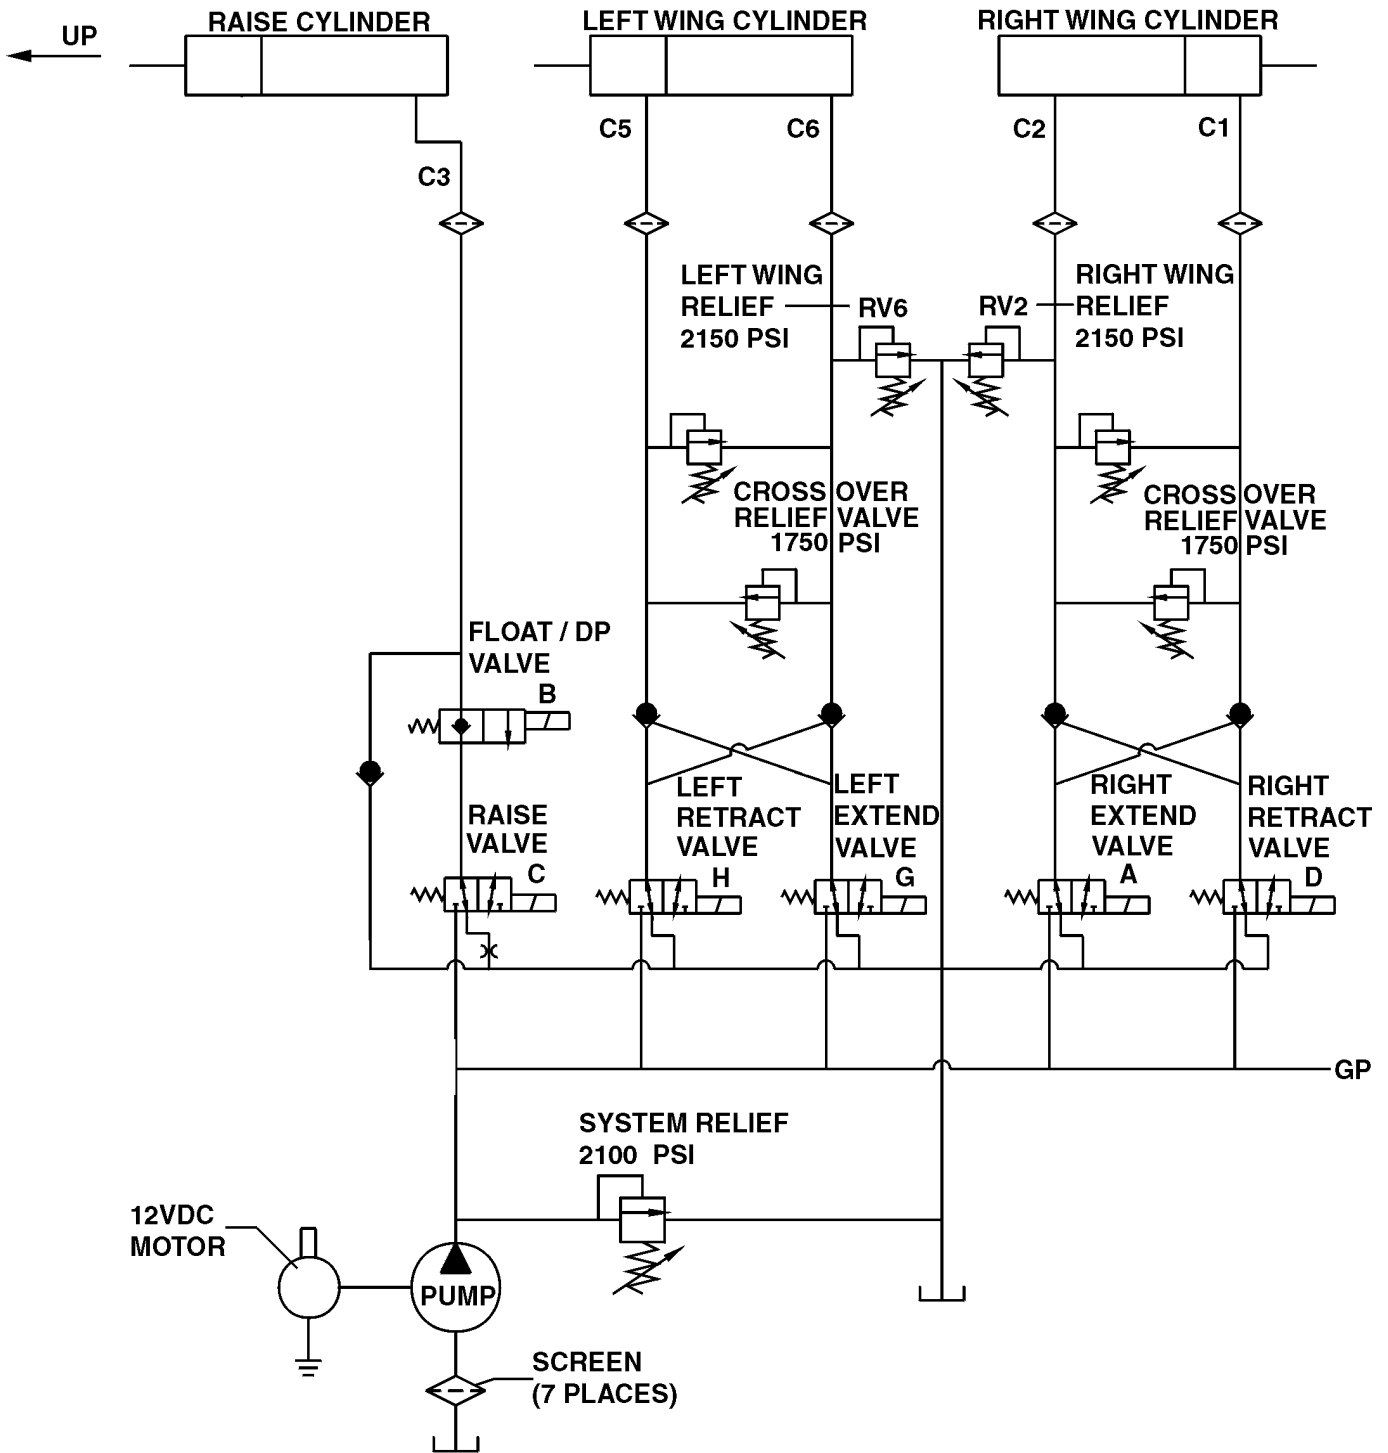 UP
RAISE CYLINDER
LEFT WING CYLINDER
RIGHT WING CYLINDER
C5
C6
C2
C1
C3
LEFT WING
RELIEF
2150 PSI
RV6
RV2
RIGHT WING
RELIEF
2150 PSI
CROSS OVER
RELIEF VALVE
1750 PSI
CROSS OVER
RELIEF VALVE
1750 PSI
FLOAT / DP
VALVE
B
RAISE
VALVE
C
LEFT
RETRACT
VALVE
H
LEFT
EXTEND
VALVE
G
RIGHT
EXTEND
VALVE
A
RIGHT
RETRACT
VALVE
D
GP
SYSTEM RELIEF
2100 PSI
12VDC
MOTOR
PUMP
SCREEN
(7 PLACES)